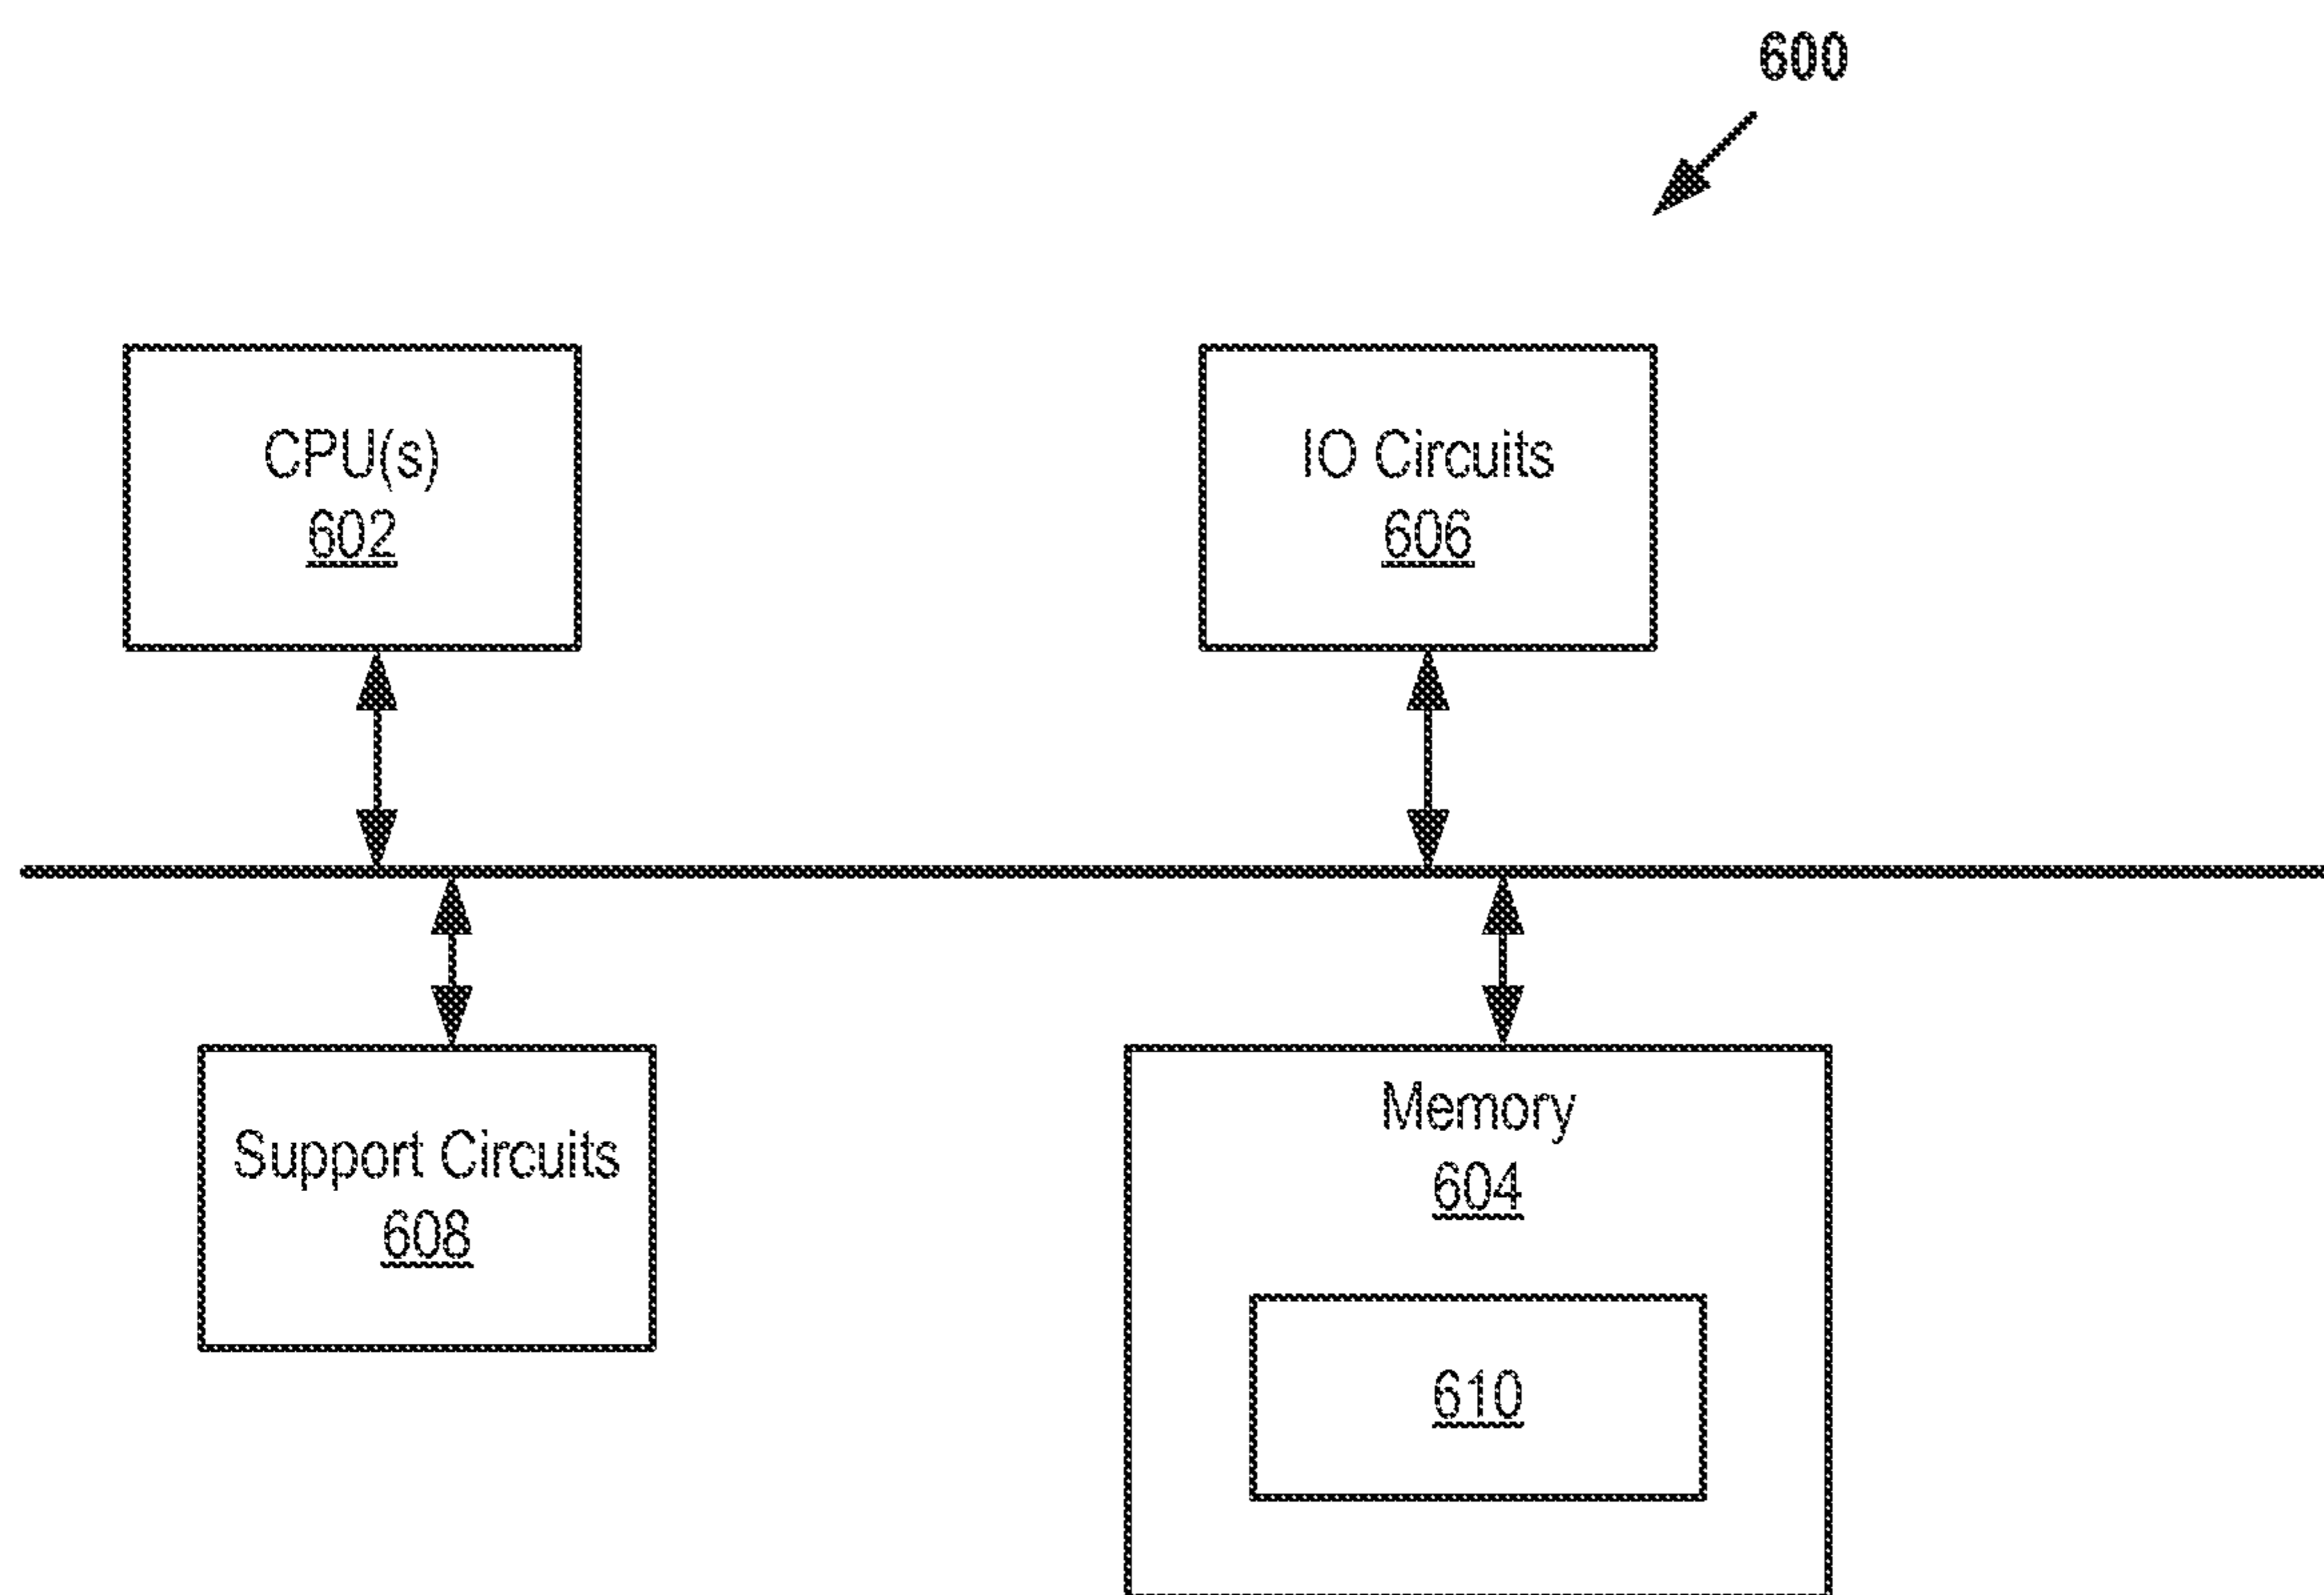 600
CPU(s)
602
IO Circuits
606
Support Circuits
608
Memory
604
610